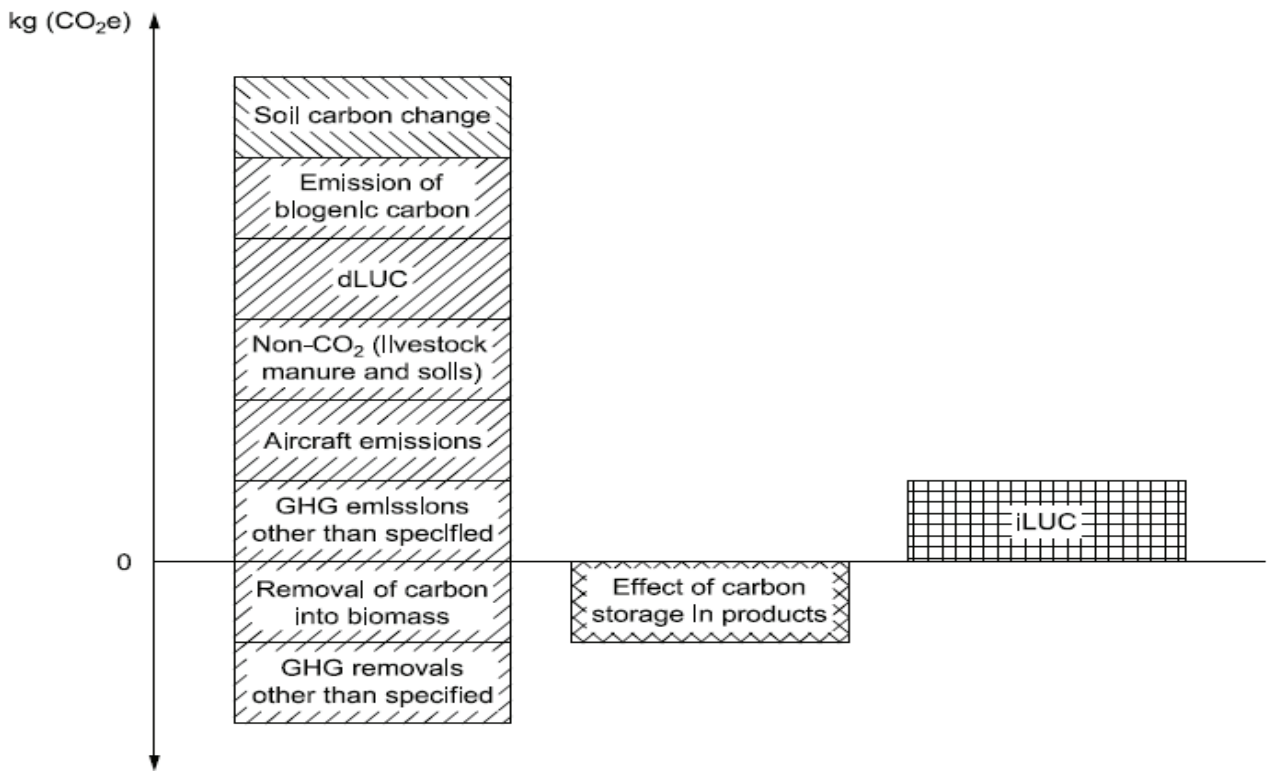 kg (CO₂e)
Soil carbon change
Emission of
biogenic carbon
dLUC
Non-CO₂ (livestock
manure and soils)
Aircraft emissions
GHG emissions
other than specified
0
Removal of carbon
into biomass
GHG removals
other than specified
Effect of carbon
storage in products
iLUC